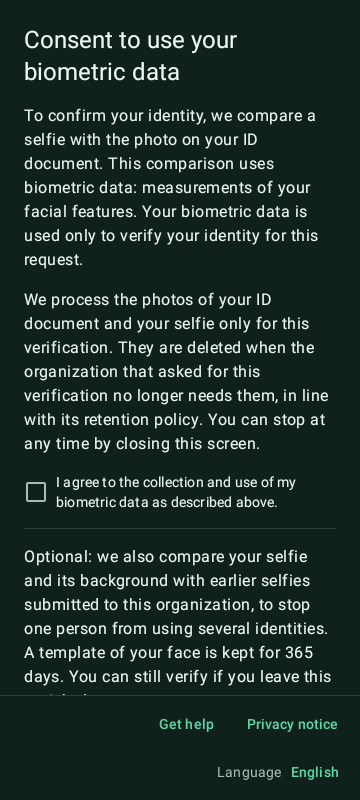 Consent to use your
biometric data
To confirm your identity, we compare a
selfie with the photo on your ID
document. This comparison uses
biometric data: measurements of your
facial features. Your biometric data is
used only to verify your identity for this
request.
We process the photos of your ID
document and your selfie only for this
verification. They are deleted when the
organization that asked for this
verification no longer needs them, in line
with its retention policy. You can stop at
any time by closing this screen.
I agree to the collection and use of my
biometric data as described above.
Optional: we also compare your selfie
and its background with earlier selfies
submitted to this organization, to stop
one person from using several identities.
A template of your face is kept for 365
days. You can still verify if you leave this
Get help Privacy notice
Language English